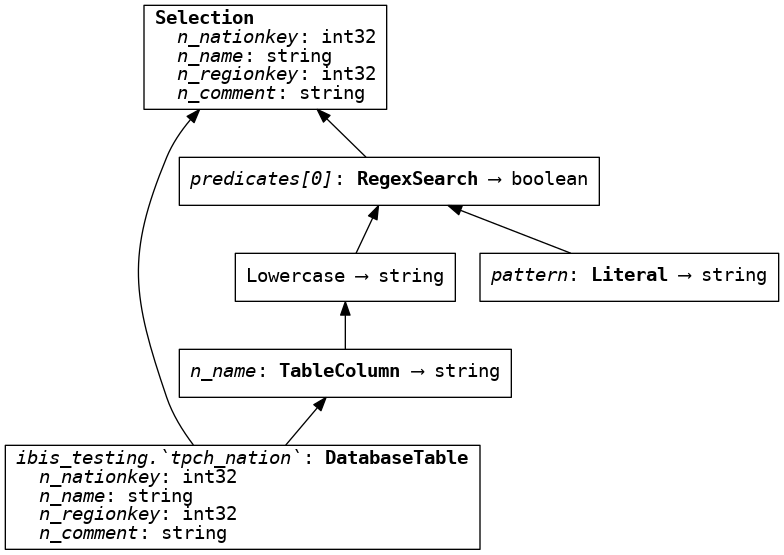 Selection
n_nationkey: int32
n_name: string
n_regionkey: int32
n_comment: string
predicates[0]: RegexSearch → boolean
Lowercase → string
pattern: Literal → string
n_name: TableColumn → string
ibis_testing.`tpch_nation`: DatabaseTable
n_nationkey: int32
n_name: string
n_regionkey: int32
n_comment: string